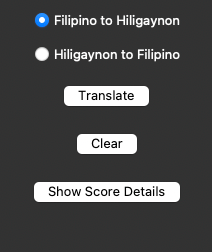 Filipino to Hiligaynon
Hiligaynon to Filipino
Translate
Clear
Show Score Details